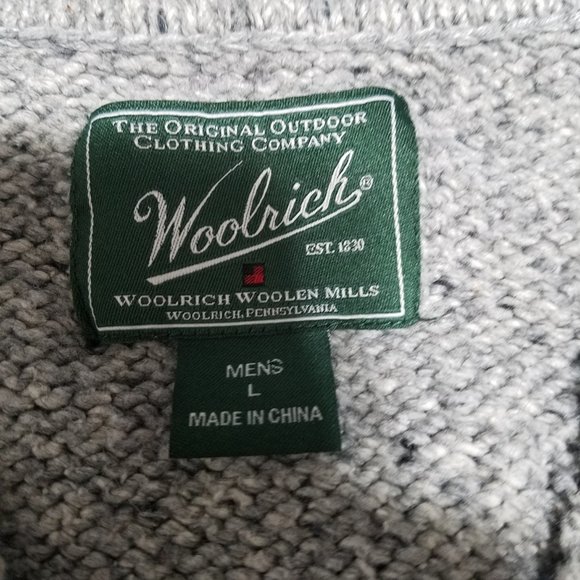 The Original Outdoor
Clothing Company
Woolrich®
Est. 1830
Woolrich Woolen Mills
Woolrich, Pennsylvania
MENS
L
MADE IN CHINA